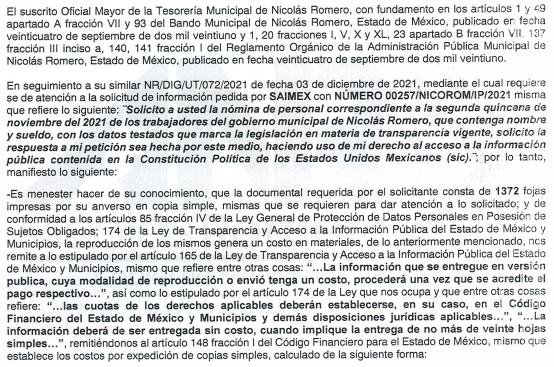 El suscrito Oficial Mayor de la Tesorería Municipal de Nicolás Romero, con fundamento en los artículos 1 y 49
apartado A fracción VII y 93 del Bando Municipal de Nicolás Romero, Estado de México, publicado en fecha
veinticuatro de septiembre de dos mil veintiuno y 1, 20 fracciones I, V, X y XL, 23 apartado B fracción VII. 137
fracción III inciso a, 140, 141 fracción I del Reglamento Orgánico de la Administración Pública Municipal de
Nicolás Romero, Estado de México, publicado en fecha veinticuatro de septiembre de dos mil veintiuno.
En seguimiento a su similar NR/DIG/UT/072/2021 de fecha 03 de diciembre de 2021, mediante el cual requiere
se de atención a la solicitud de información pedida por SAIMEX con NÚMERO 00257/NICOROM/IP/2021 misma
que refiere lo siguiente: "Solicito a usted la nómina de personal correspondiente a la segunda quincena de
noviembre del 2021 de los trabajadores del gobierno municipal de Nicolás Romero, que contenga nombre
y sueldo, con los datos testados que marca la legislación en materia de transparencia vigente, solicito la
respuesta a mi petición sea hecha por este medio, haciendo uso de mi derecho al acceso a la información
pública contenida en la Constitución Política de los Estados Unidos Mexicanos (sic)."; por lo tanto,
manifiesto lo siguiente:
-Es menester hacer de su conocimiento, que la documental requerida por el solicitante consta de 1372 fojas
impresas por su anverso en copia simple, mismas que se requieren para dar atención a lo solicitado; y de
conformidad a los artículos 85 fracción IV de la Ley General de Protección de Datos Personales en Posesión de
Sujetos Obligados; 174 de la Ley de Transparencia y Acceso a la Información Pública del Estado de México y
Municipios, la reproducción de los mismos genera un costo en materiales, de lo anteriormente mencionado, nos
remite a lo estipulado por el artículo 165 de la Ley de Transparencia y Acceso a la Información Pública del Estado
de México y Municipios, mismo que refiere entre otras cosas: "...La información que se entregue en versión
publica, cuya modalidad de reproducción o envió tenga un costo, procederá una vez que se acredite el
pago respectivo...", así como lo estipulado por el artículo 174 de la Ley que nos ocupa y que entre otras cosas
refiere: "...las cuotas de los derechos aplicables deberán establecerse, en su caso, en el Código
Financiero del Estado de México y Municipios y demás disposiciones jurídicas aplicables...", "...La
información deberá de ser entregada sin costo, cuando implique la entrega de no más de veinte hojas
simples...", remitiéndonos al artículo 148 fracción I del Código Financiero para el Estado de México, mismo que
establece los costos por expedición de copias simples, calculado de la siguiente forma: